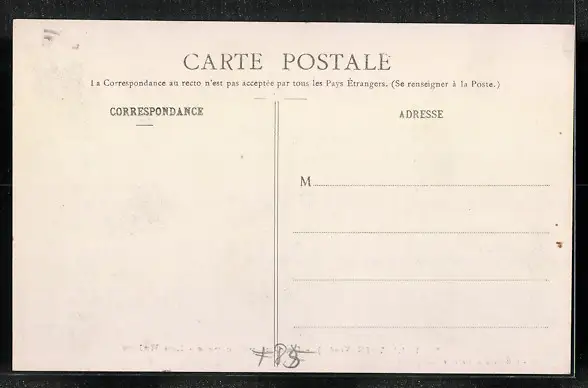 CARTE POSTALE
La Correspondance au recto n'est pas acceptée par tous les Pays Étrangers. (Se renseigner à la Poste.)
CORRESPONDANCE
ADRESSE
M